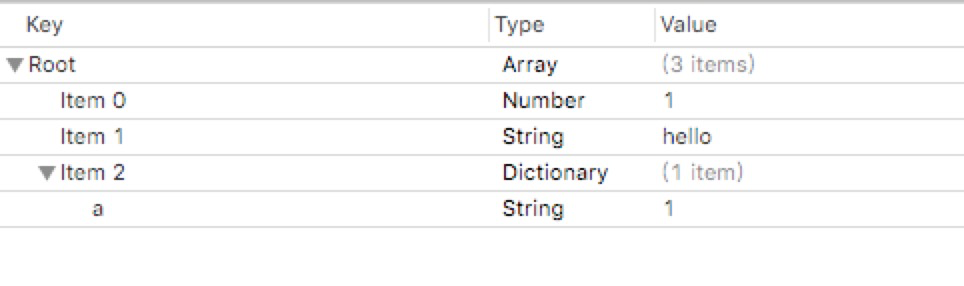 Key Type Value
Root Array (3 items)
Item 0 Number 1
Item 1 String hello
Item 2 Dictionary (1 item)
a String 1